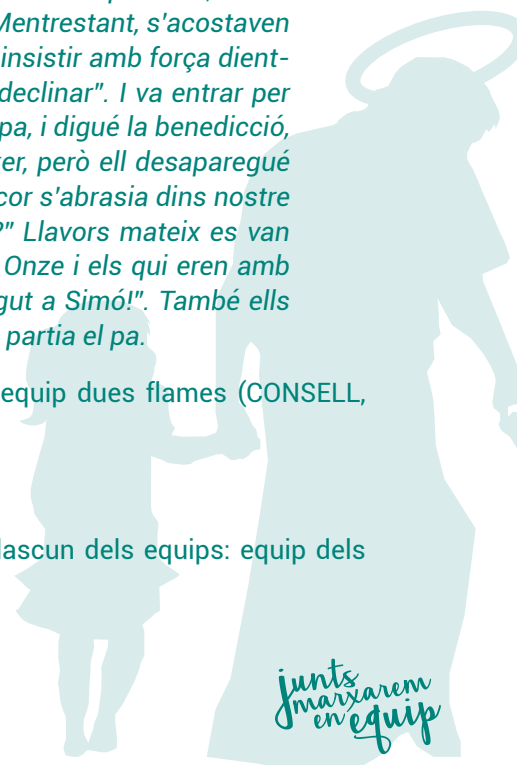 Mentrestant, s'acostaven
insistir amb força dient-
declinar". I va entrar per
pa, i digué la benedicció,
er, però ell desaparegué
cor s'abrasia dins nostre
?" Llavors mateix es van
Onze i els qui eren amb
gut a Simó!". També ells
partia el pa.
equip dues flames (CONSELL,
dascun dels equips: equip dels
junts
marxarem
en equip